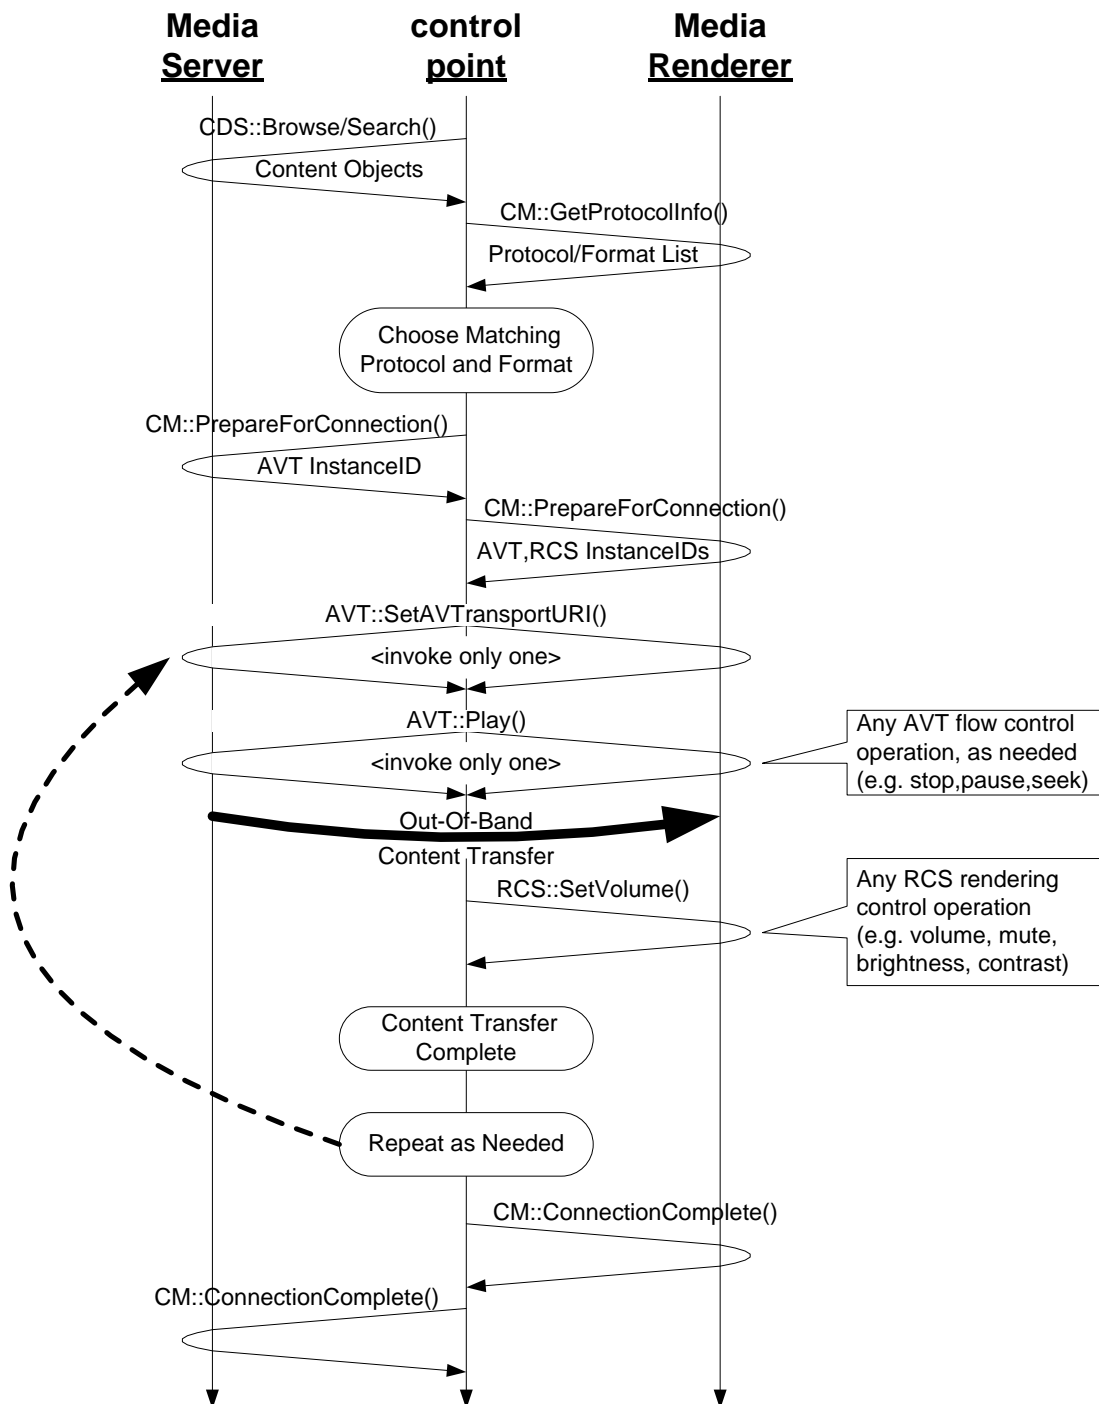 Media
Server
control
point
Media
Renderer
CDS::Browse/Search()
Content Objects
CM::GetProtocolInfo()
Protocol/Format List
Choose Matching
Protocol and Format
CM::PrepareForConnection()
AVT InstanceID
CM::PrepareForConnection()
AVT,RCS InstanceIDs
AVT::SetAVTransportURI()
<invoke only one>
AVT::Play()
<invoke only one>
Any AVT flow control
operation, as needed
(e.g. stop,pause,seek)
Out-Of-Band
Content Transfer
RCS::SetVolume()
Any RCS rendering
control operation
(e.g. volume, mute,
brightness, contrast)
Content Transfer
Complete
Repeat as Needed
CM::ConnectionComplete()
CM::ConnectionComplete()